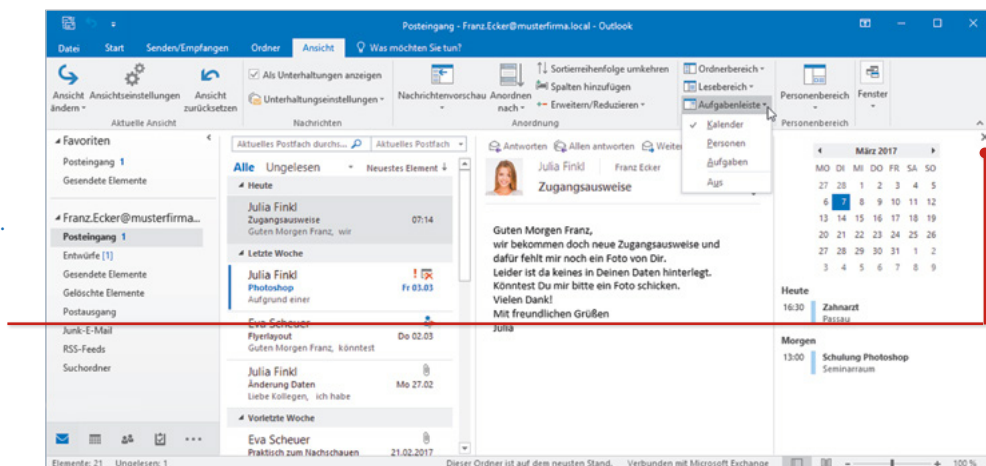 Posteingang - Franz.Ecker@musterfirma.local - Outlook
Datei Start Senden/Empfangen Ordner Ansicht Was möchten Sie tun?
Ansicht ändern
Ansichtseinstellungen
Ansicht zurücksetzen
Aktuelle Ansicht
Als Unterhaltungen anzeigen
Unterhaltungseinstellungen
Nachrichten
Nachrichtenvorschau
Anordnen nach
Sortierreihenfolge umkehren
Spalten hinzufügen
Erweitern/Reduzieren
Anordnung
Ordnerbereich
Lesebereich
Aufgabenliste
Kalender
Personen
Aufgaben
Aus
Personenbereich
Personenbereich
Fenster
Favoriten
Posteingang 1
Gesendete Elemente
Franz.Ecker@musterfirma...
Posteingang 1
Entwürfe [1]
Gesendete Elemente
Gelöschte Elemente
Postausgang
Junk-E-Mail
RSS-Feeds
Suchordner
Aktuelles Postfach durchs... Aktuelles Postfach
Alle Ungelesen Neuestes Element ↓
Heute
Julia Finkl
Zugangsausweise 07:14
Guten Morgen Franz, wir
Letzte Woche
Julia Finkl
Photoshop Fr 03.03
Aufgrund einer
Eva Scheuer
Flyerlayout Do 02.03
Guten Morgen Franz, könntest
Julia Finkl
Änderung Daten Mo 27.02
Liebe Kollegen, ich habe
Vorletzte Woche
Eva Scheuer
Praktisch zum Nachschauen 21.02.2017
Antworten Allen antworten Weite
Julia Finkl Franz Ecker
Zugangsausweise
Guten Morgen Franz,
wir bekommen doch neue Zugangsausweise und
dafür fehlt mir noch ein Foto von Dir.
Leider ist da keines in Deinen Daten hinterlegt.
Könntest Du mir bitte ein Foto schicken.
Vielen Dank!
Mit freundlichen Grüßen
Julia
März 2017
MO DI MI DO FR SA SO
27 28 1 2 3 4 5
6 7 8 9 10 11 12
13 14 15 16 17 18 19
20 21 22 23 24 25 26
27 28 29 30 31 1 2
3 4 5 6 7 8 9
Heute
16:30 Zahnarzt
Passau
Morgen
13:00 Schulung Photoshop
Seminarraum
Elemente: 21 Ungelesen: 1 Dieser Ordner ist auf dem neusten Stand. Verbunden mit Microsoft Exchange 100 %